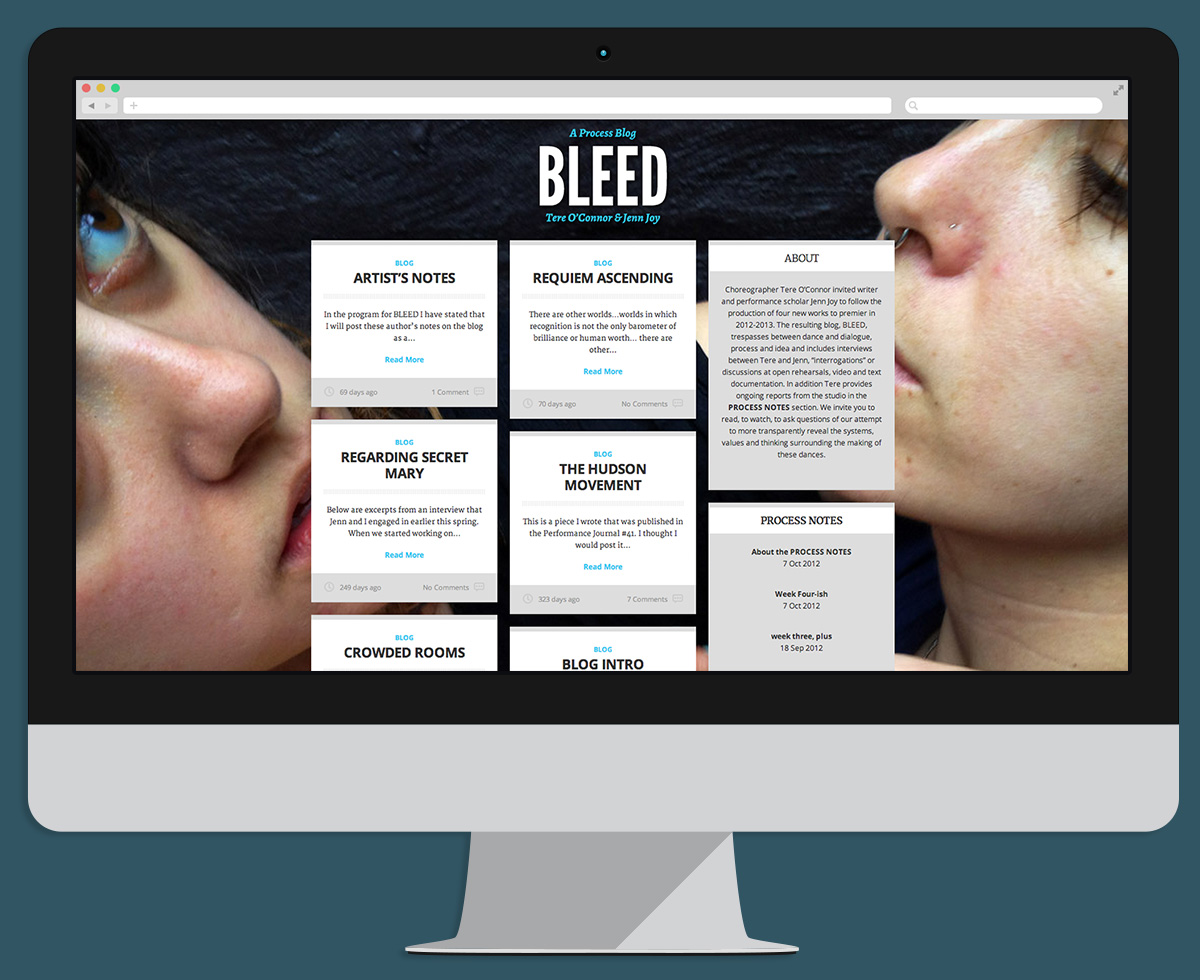 A Process Blog
BLEED
Tere O'Connor & Jenn Joy
BLOG
ARTIST'S NOTES
In the program for BLEED I have stated that
I will post these author's notes on the blog
as a...
Read More
69 days ago 1 Comment
BLOG
REGARDING SECRET
MARY
Below are excerpts from an interview that
Jenn and I engaged in earlier this spring.
When we started working on...
Read More
249 days ago No Comments
BLOG
CROWDED ROOMS
BLOG
REQUIEM ASCENDING
There are other worlds...worlds in which
recognition is not the only barometer of
brilliance or human worth... there are
other...
Read More
70 days ago No Comments
BLOG
THE HUDSON
MOVEMENT
This is a piece I wrote that was published in
the Performance Journal #41. I thought I
would post it...
Read More
323 days ago 7 Comments
BLOG
BLOG INTRO
ABOUT
Choreographer Tere O'Connor invited writer
and performance scholar Jenn Joy to follow the
production of four new works to premier in
2012-2013. The resulting blog, BLEED,
trespasses between dance and dialogue,
process and idea and includes interviews
between Tere and Jenn, "interrogations" or
discussions at open rehearsals, video and text
documentation. In addition Tere provides
ongoing reports from the studio in the
PROCESS NOTES section. We invite you to
read, to watch, to ask questions of our attempt
to more transparently reveal the systems,
values and thinking surrounding the making of
these dances.
PROCESS NOTES
About the PROCESS NOTES
7 Oct 2012
Week Four-ish
7 Oct 2012
week three, plus
18 Sep 2012